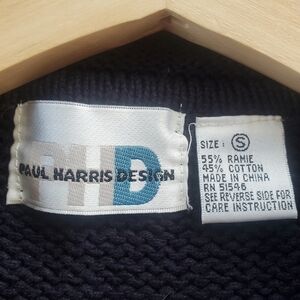 PHD
PAUL HARRIS DESIGN
SIZE: S
55% RAMIE
45% COTTON
MADE IN CHINA
RN 51546
SEE REVERSE SIDE FOR
CARE INSTRUCTION